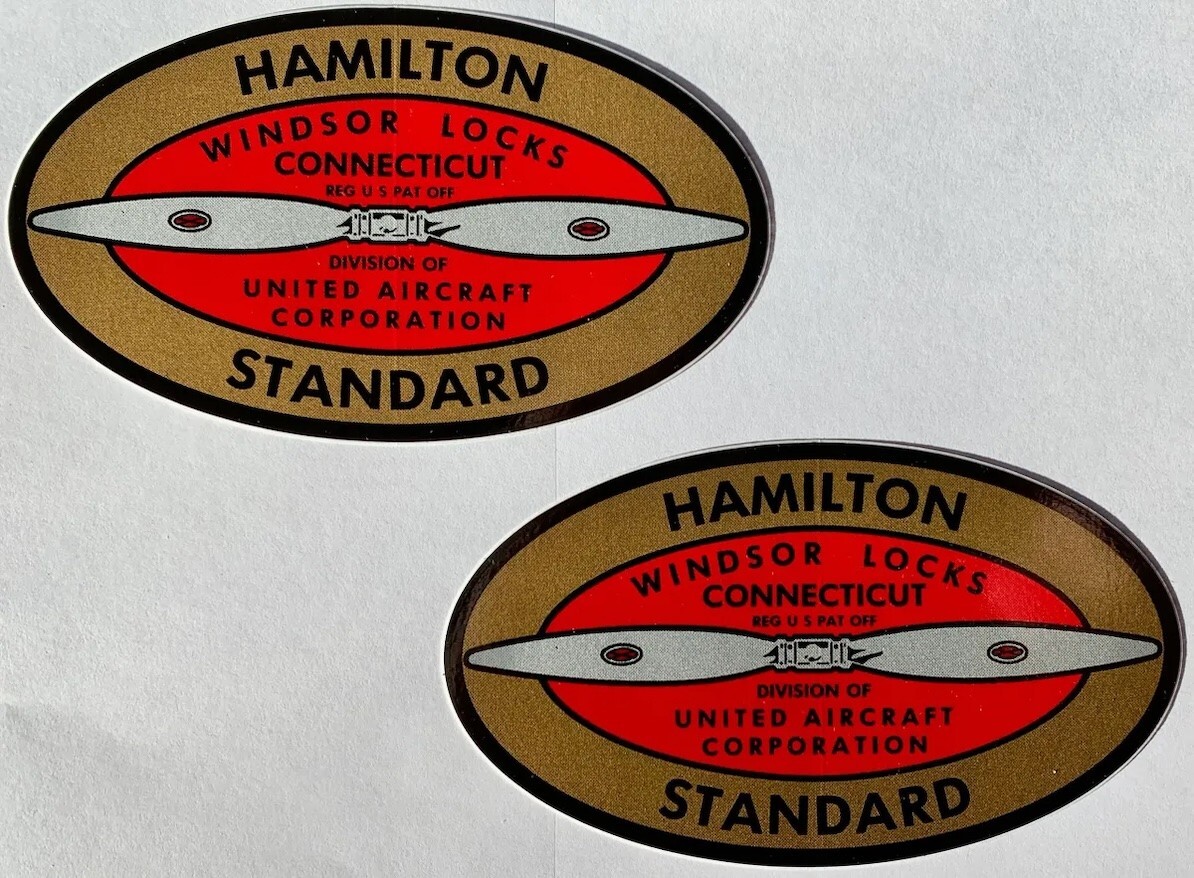 HAMILTON
WINDSOR LOCKS
CONNECTICUT
REG U S PAT OFF
DIVISION OF
UNITED AIRCRAFT
CORPORATION
STANDARD
HAMILTON
WINDSOR LOCKS
CONNECTICUT
REG U S PAT OFF
DIVISION OF
UNITED AIRCRAFT
CORPORATION
STANDARD